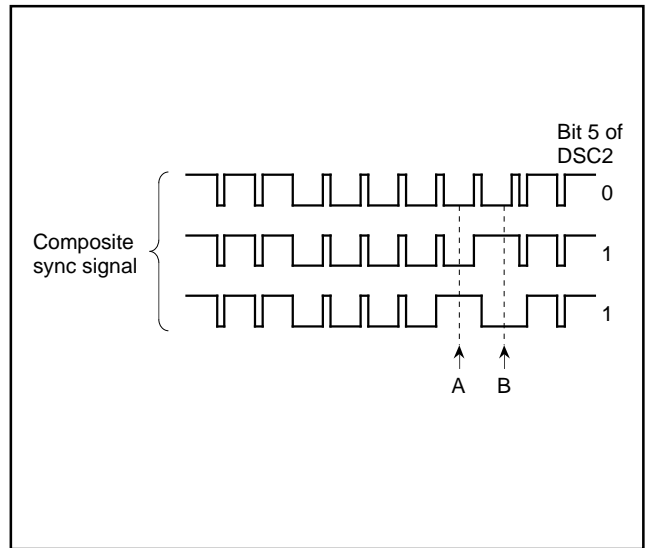 Bit 5 of
DSC2
0
Composite
sync signal
1
1
A B